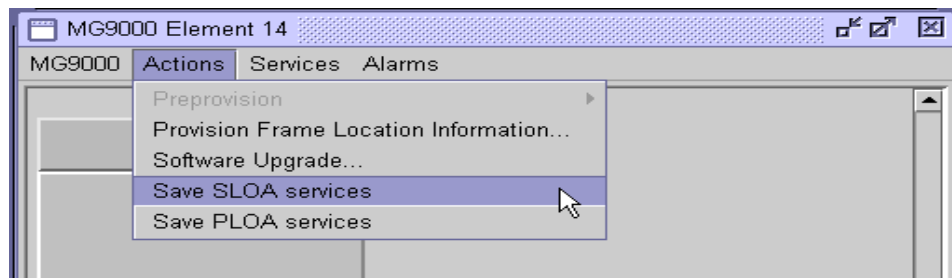 MG9000 Element 14
MG9000 Actions Services Alarms
Preprovision
Provision Frame Location Information...
Software Upgrade...
Save SLOA services
Save PLOA services